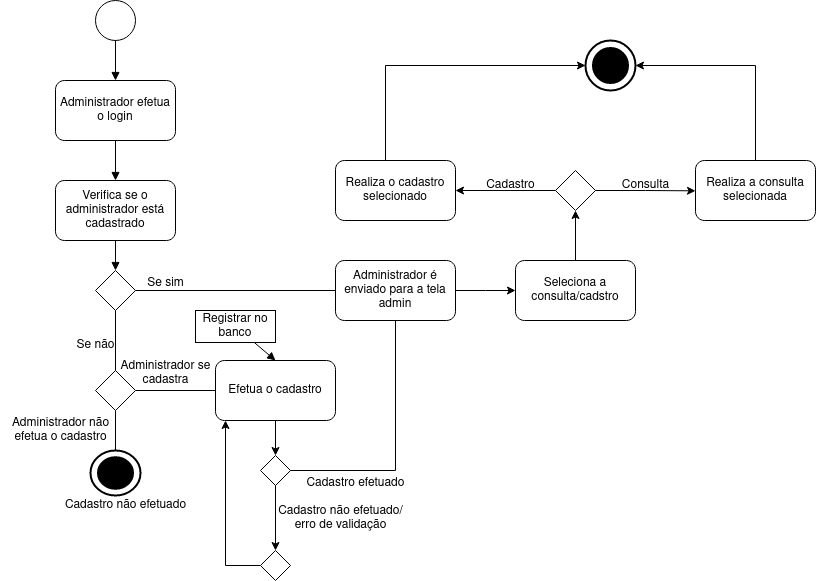 Administrador efetua
o login
Verifica se o
administrador está
cadastrado
Se sim
Se não
Administrador se
cadastra
Administrador não
efetua o cadastro
Cadastro não efetuado
Registrar no
banco
Efetua o cadastro
Cadastro efetuado
Cadastro não efetuado/
erro de validação
Administrador é
enviado para a tela
admin
Seleciona a
consulta/cadstro
Cadastro
Consulta
Realiza o cadastro
selecionado
Realiza a consulta
selecionada